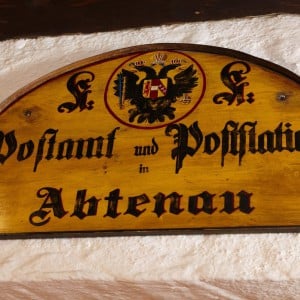 K: K:
Postamt und Poststation
in
Abtenau